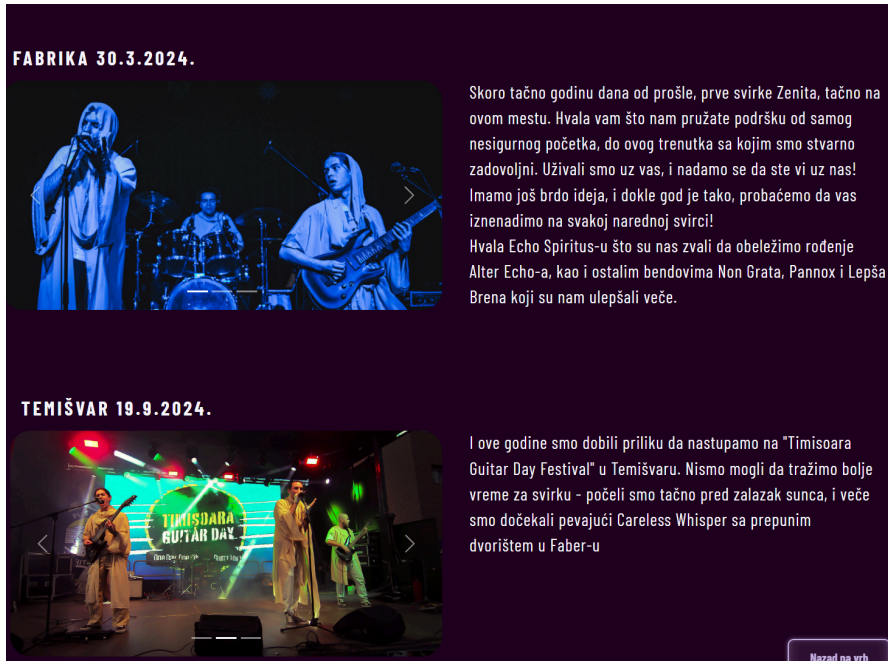 FABRIKA 30.3.2024.
Skoro tačno godinu dana od prošle, prve svirke Zenita, tačno na
ovom mestu. Hvala vam što nam pružate podršku od samog
nesigurnog početka, do ovog trenutka sa kojim smo stvarno
zadovoljni. Uživali smo uz vas, i nadamo se da ste vi uz nas!
Imamo još brdo ideja, i dokle god je tako, probaćemo da vas
iznenadimo na svakoj narednoj svirci!
Hvala Echo Spiritus-u što su nas zvali da obeležimo rođenje
Alter Echo-a, kao i ostalim bendovima Non Grata, Pannox i Lepša
Brena koji su nam ulepšali veče.
TEMIŠVAR 19.9.2024.
TIMISOARA
GUITAR DAY
I ove godine smo dobili priliku da nastupamo na "Timisoara
Guitar Day Festival" u Temišvaru. Nismo mogli da tražimo bolje
vreme za svirku - počeli smo tačno pred zalazak sunca, i veče
smo dočekali pevajući Careless Whisper sa prepunim
dvorištem u Faber-u
Nazad na vrh